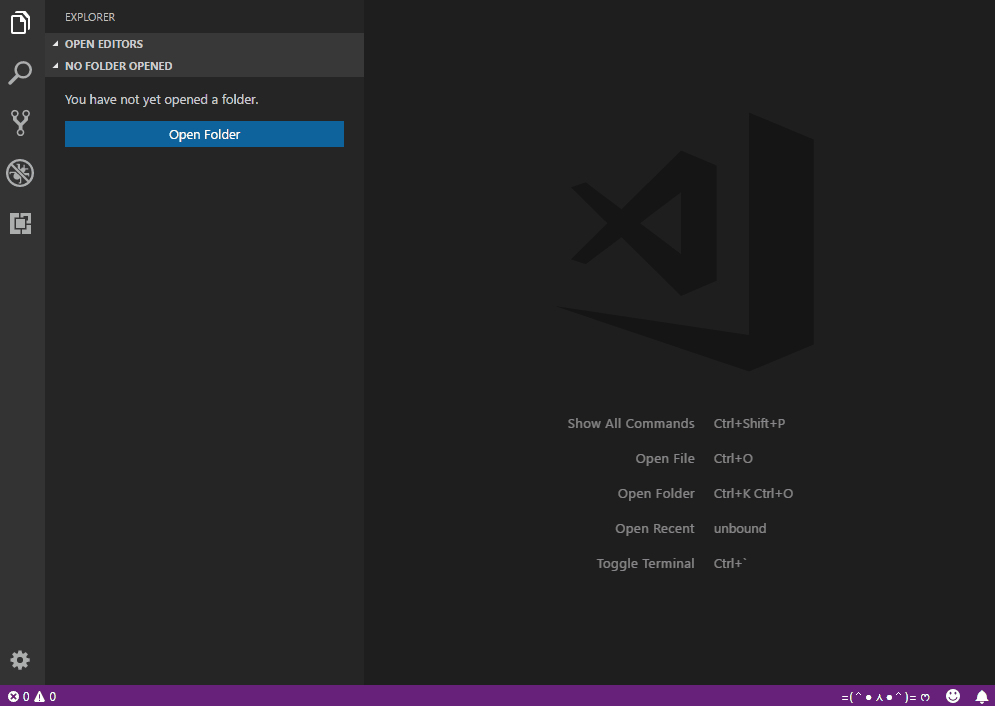 EXPLORER
OPEN EDITORS
NO FOLDER OPENED
You have not yet opened a folder.
Open Folder
Show All Commands Ctrl+Shift+P
Open File Ctrl+O
Open Folder Ctrl+K Ctrl+O
Open Recent unbound
Toggle Terminal Ctrl+`
0 0 =(^●⋏●^)= ෆ